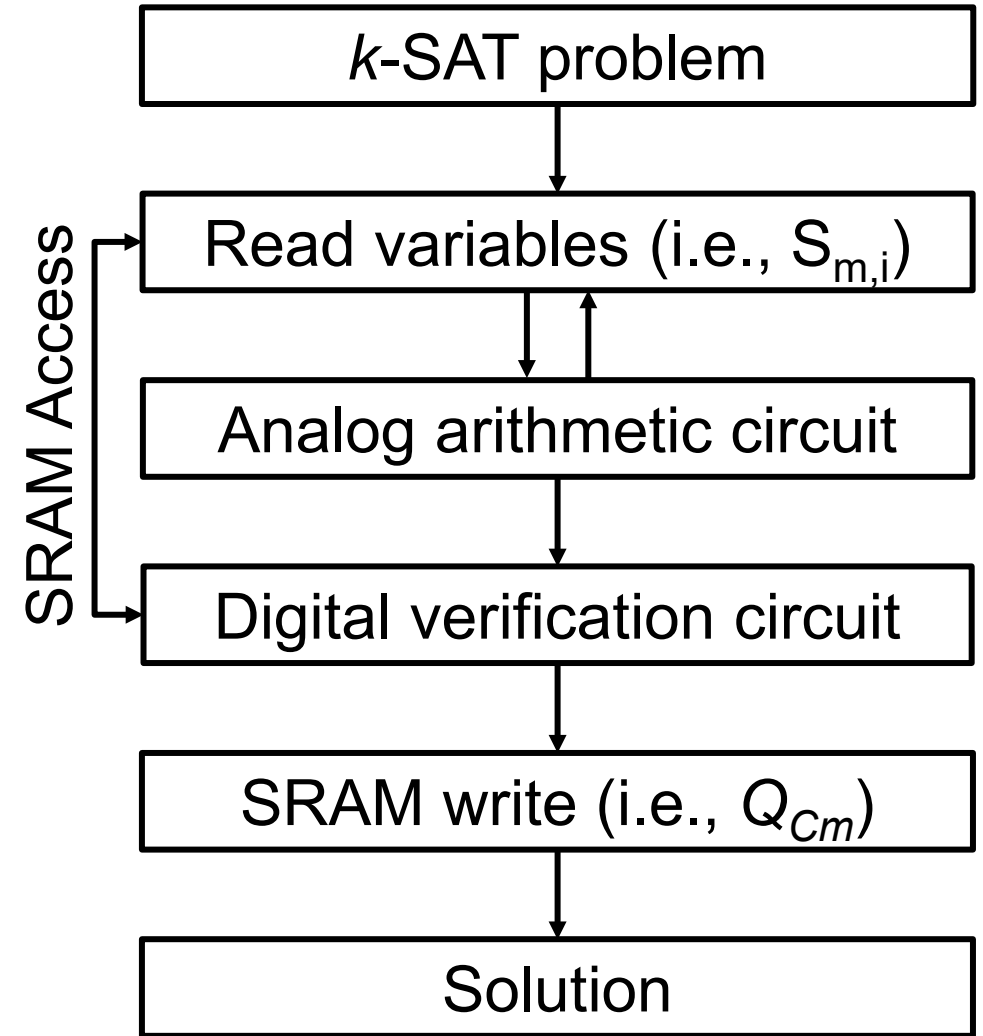 k-SAT problem
Read variables (i.e., Sm,i)
SRAM Access
Analog arithmetic circuit
Digital verification circuit
SRAM write (i.e., QCm)
Solution